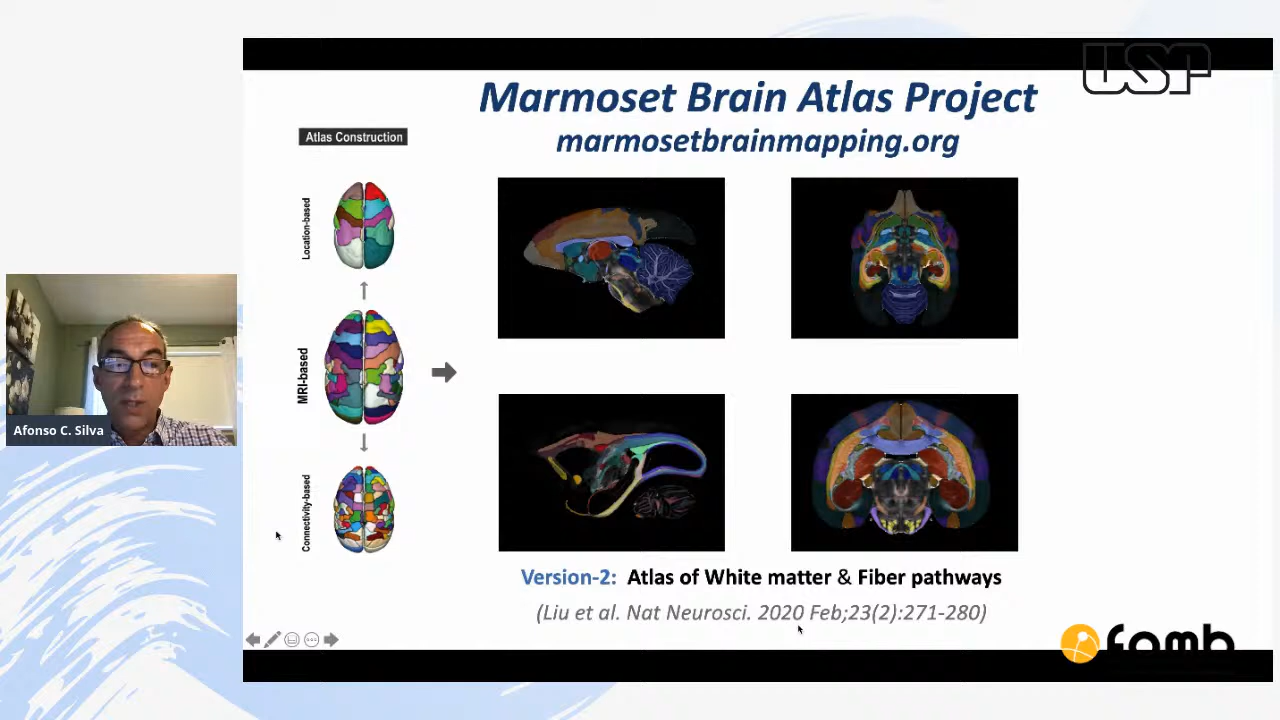 USP
Marmoset Brain Atlas Project
marmosetbrainmapping.org
Atlas Construction
Location-based
MRI-based
Connectivity-based
Afonso C. Silva
Version-2: Atlas of White matter & Fiber pathways
(Liu et al. Nat Neurosci. 2020 Feb;23(2):271-280)
famb